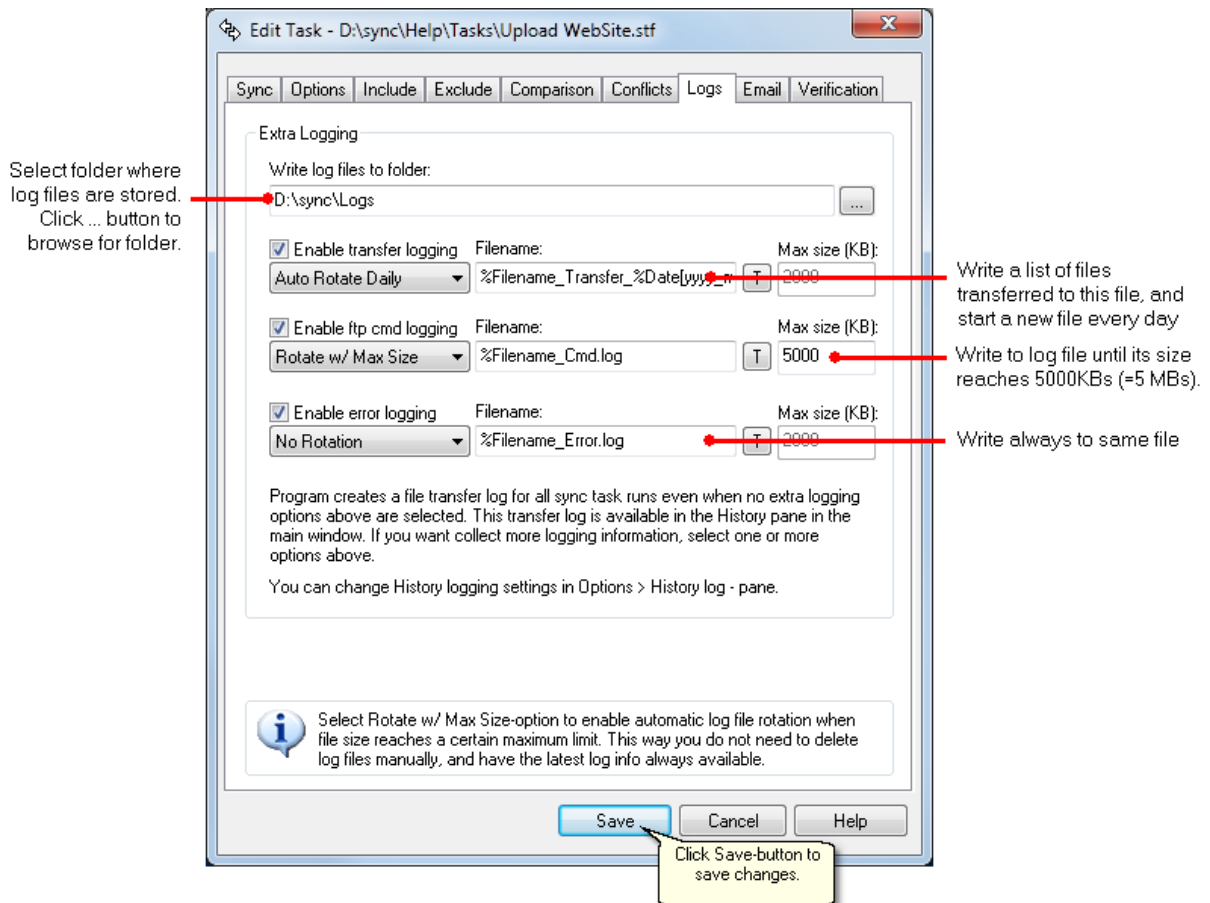 Edit Task - D:\sync\Help\Tasks\Upload WebSite.stf
Sync Options Include Exclude Comparison Conflicts Logs Email Verification
Extra Logging
Write log files to folder:
D:\sync\Logs
...
Select folder where
log files are stored.
Click ... button to
browse for folder.
Enable transfer logging Filename: Max size (KB):
Auto Rotate Daily %Filename_Transfer_%Date[yyyy_m T 2000
Write a list of files
transferred to this file, and
start a new file every day
Enable ftp cmd logging Filename: Max size (KB):
Rotate w/ Max Size %Filename_Cmd.log T 5000
Write to log file until its size
reaches 5000KBs (=5 MBs).
Enable error logging Filename: Max size (KB):
No Rotation %Filename_Error.log T 2000
Write always to same file
Program creates a file transfer log for all sync task runs even when no extra logging
options above are selected. This transfer log is available in the History pane in the
main window. If you want collect more logging information, select one or more
options above.
You can change History logging settings in Options > History log - pane.
Select Rotate w/ Max Size-option to enable automatic log file rotation when
file size reaches a certain maximum limit. This way you do not need to delete
log files manually, and have the latest log info always available.
Save Cancel Help
Click Save-button to
save changes.